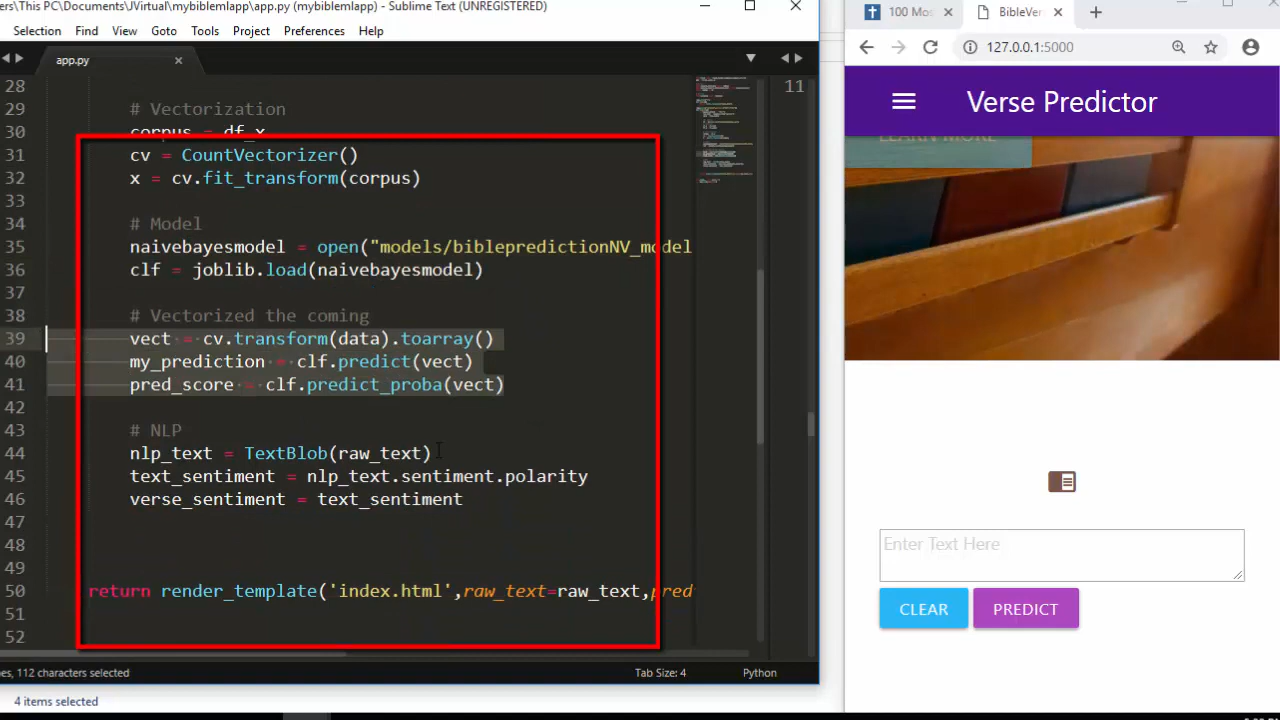 ers\This PC\Documents\JVirtual\mybiblemlapp\app.py (mybiblemlapp) - Sublime Text (UNREGISTERED)
Selection Find View Goto Tools Project Preferences Help
app.py
28
29 # Vectorization
30 corpus = df_x
31 cv = CountVectorizer()
32 x = cv.fit_transform(corpus)
33
34 # Model
35 naivebayesmodel = open("models/biblepredictionNV_model
36 clf = joblib.load(naivebayesmodel)
37
38 # Vectorized the coming
39 vect = cv.transform(data).toarray()
40 my_prediction = clf.predict(vect)
41 pred_score = clf.predict_proba(vect)
42
43 # NLP
44 nlp_text = TextBlob(raw_text)
45 text_sentiment = nlp_text.sentiment.polarity
46 verse_sentiment = text_sentiment
47
48
49
50 return render_template('index.html',raw_text=raw_text,pred
51
52
11
es, 112 characters selected
Tab Size: 4
Python
4 items selected
100 Mos
BibleVer
127.0.0.1:5000
Verse Predictor
LEARN MORE
Enter Text Here
CLEAR
PREDICT